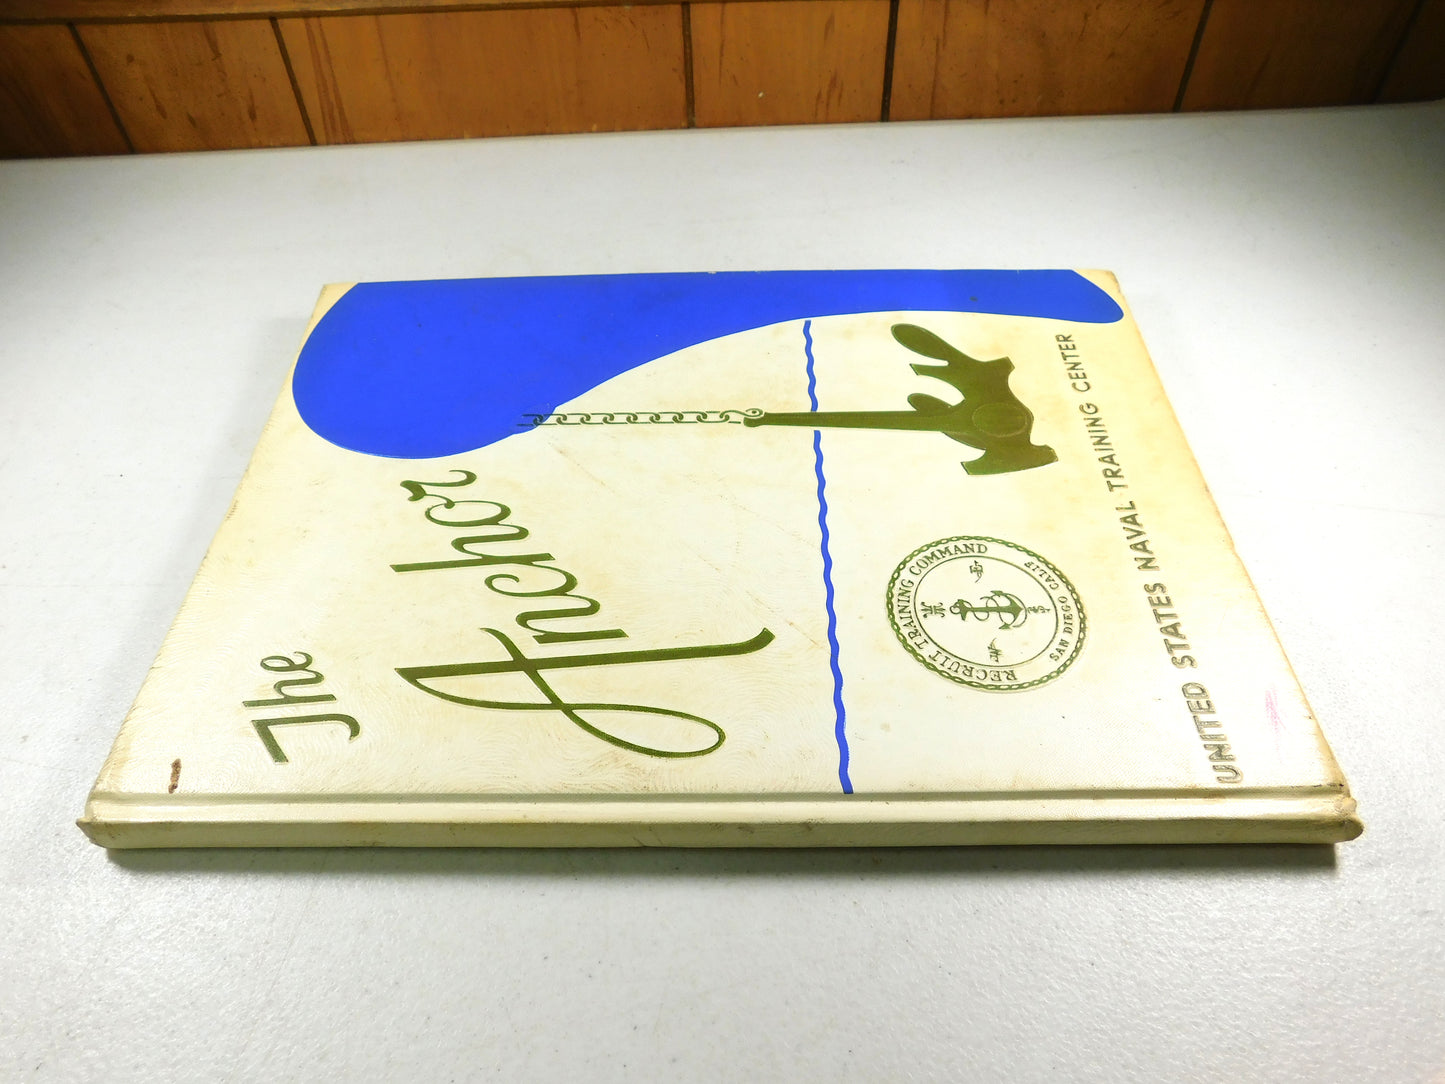 The
Anchor
RECRUIT TRAINING COMMAND
SAN DIEGO CALIF
UNITED STATES NAVAL TRAINING CENTER